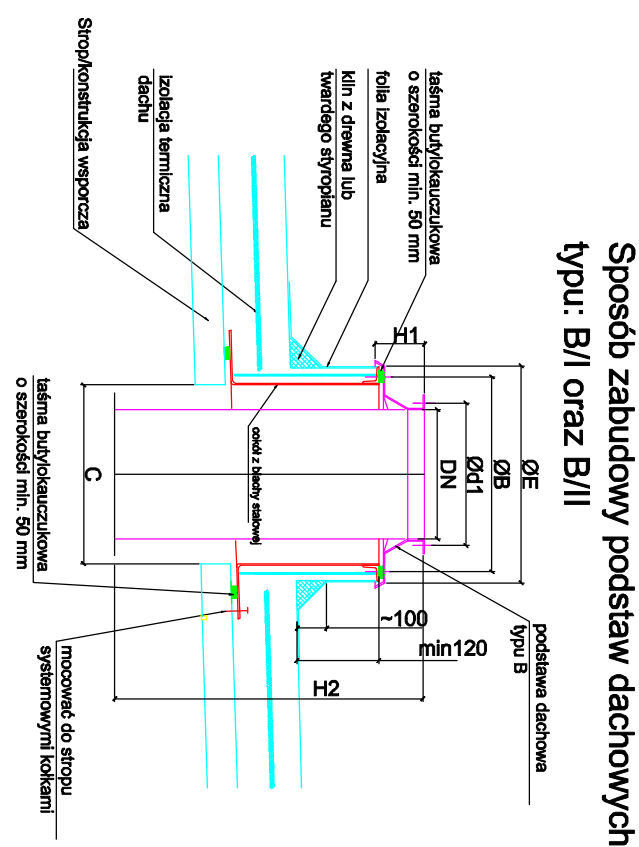 Sposób zabudowy podstaw dachowych
typu: B/I oraz B/II
taśma butylokauczukowa
o szerokości min. 50 mm
folia izolacyjna
klin z drewna lub
twardego styropianu
izolacja termiczna
dachu
Strop/konstrukcja wsporcza
H1
ØE
ØB
Ød1
DN
cokół z blachy stalowej
C
~100
min120
H2
podstawa dachowa
typu B
taśma butylokauczukowa
o szerokości min. 50 mm
mocować do stropu
systemowymi kołkami